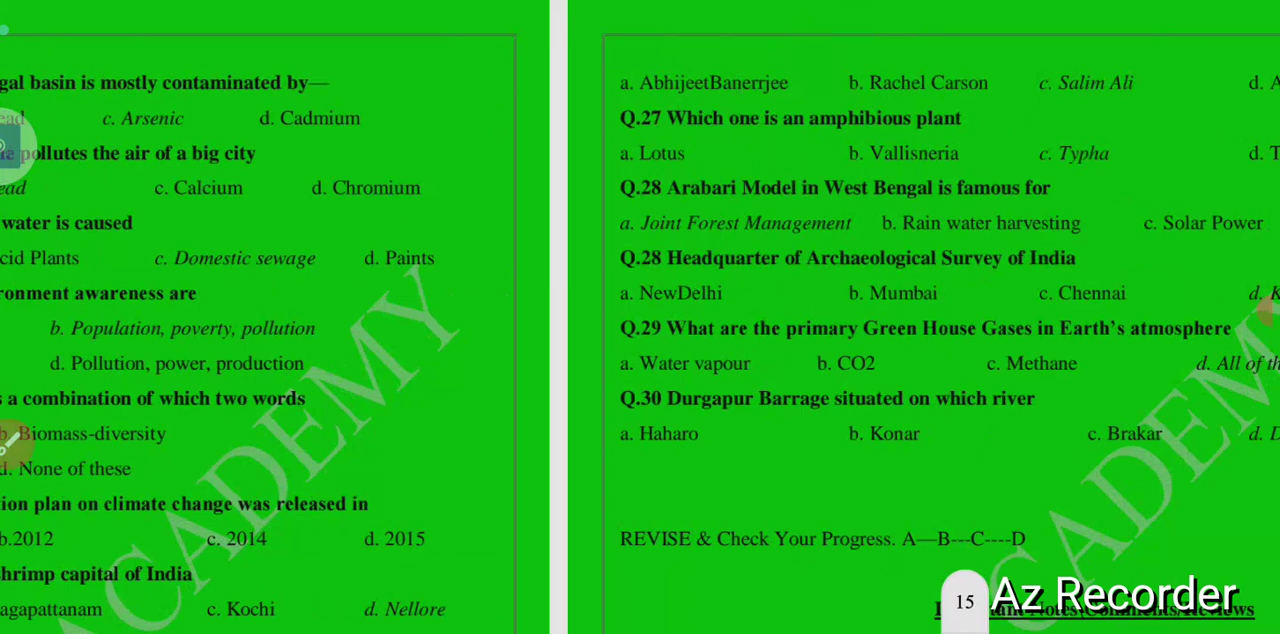 gal basin is mostly contaminated by—
ead c. Arsenic d. Cadmium
pollutes the air of a big city
ead c. Calcium d. Chromium
water is caused
cid Plants c. Domestic sewage d. Paints
ronment awareness are
b. Population, poverty, pollution
d. Pollution, power, production
s a combination of which two words
b. Biomass-diversity
d. None of these
tion plan on climate change was released in
b.2012 c. 2014 d. 2015
shrimp capital of India
agapattanam c. Kochi d. Nellore
CADEMY
a. AbhijeetBanerrjee b. Rachel Carson c. Salim Ali d. A
Q.27 Which one is an amphibious plant
a. Lotus b. Vallisneria c. Typha d. T
Q.28 Arabari Model in West Bengal is famous for
a. Joint Forest Management b. Rain water harvesting c. Solar Power
Q.28 Headquarter of Archaeological Survey of India
a. NewDelhi b. Mumbai c. Chennai d. K
Q.29 What are the primary Green House Gases in Earth's atmosphere
a. Water vapour b. CO2 c. Methane d. All of th
Q.30 Durgapur Barrage situated on which river
a. Haharo b. Konar c. Brakar d. D
REVISE & Check Your Progress. A—B---C----D
CADEM
15
Az Recorder